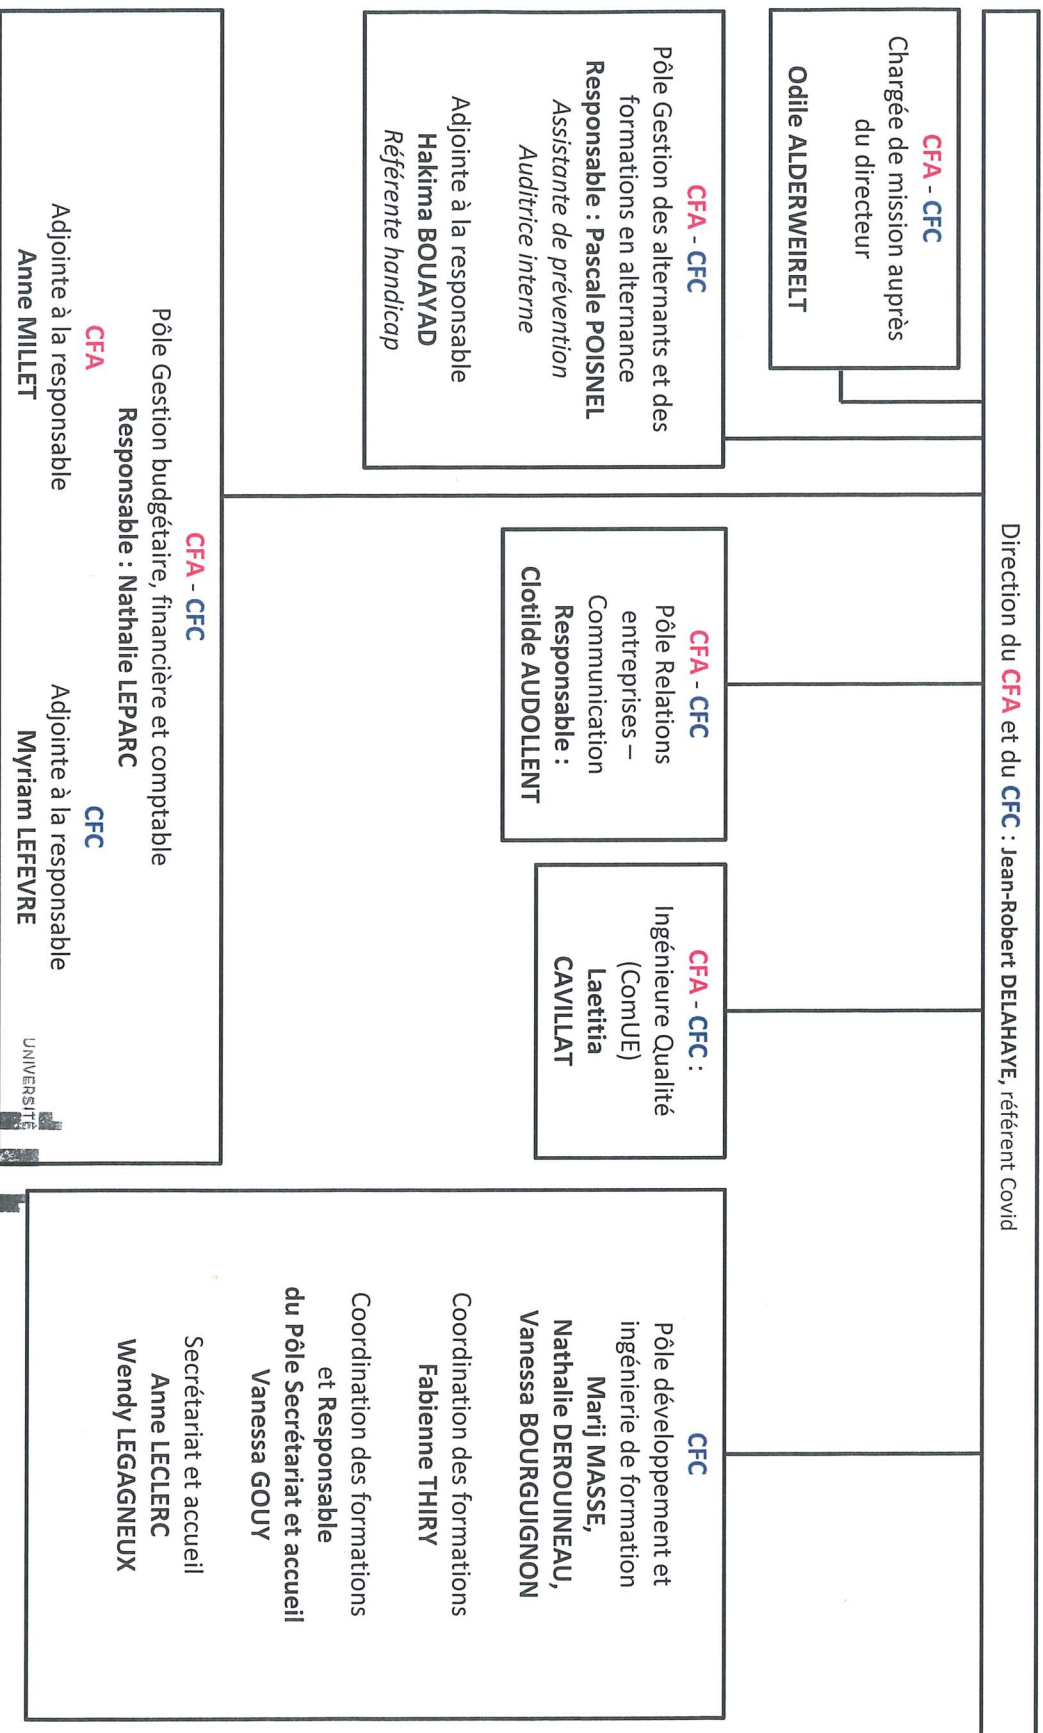 Direction du CFA et du CFC : Jean-Robert DELAHAYE, référent Covid
CFA - CFC
Chargée de mission auprès
du directeur
Odile ALDERWEIRELT
CFA - CFC
Pôle Gestion des alternants et des
formations en alternance
Responsable : Pascale POISNEL
Assistante de prévention
Auditrice interne
Adjointe à la responsable
Hakima BOUAYAD
Référente handicap
CFA - CFC
Pôle Relations
entreprises –
Communication
Responsable :
Clotilde AUDOLLENT
CFA - CFC :
Ingénieure Qualité
(ComUE)
Laetitia
CAVILLAT
CFC
Pôle développement et
ingénierie de formation
Marij MASSE,
Nathalie DEROUINEAU,
Vanessa BOURGUIGNON
Coordination des formations
Fabienne THIRY
Coordination des formations
et Responsable
du Pôle Secrétariat et accueil
Vanessa GOUY
Secrétariat et accueil
Anne LECLERC
Wendy LEGAGNEUX
CFA - CFC
Pôle Gestion budgétaire, financière et comptable
Responsable : Nathalie LEPARC
CFA
Adjointe à la responsable
Anne MILLET
CFC
Adjointe à la responsable
Myriam LEFEVRE
UNIVERSITÉ